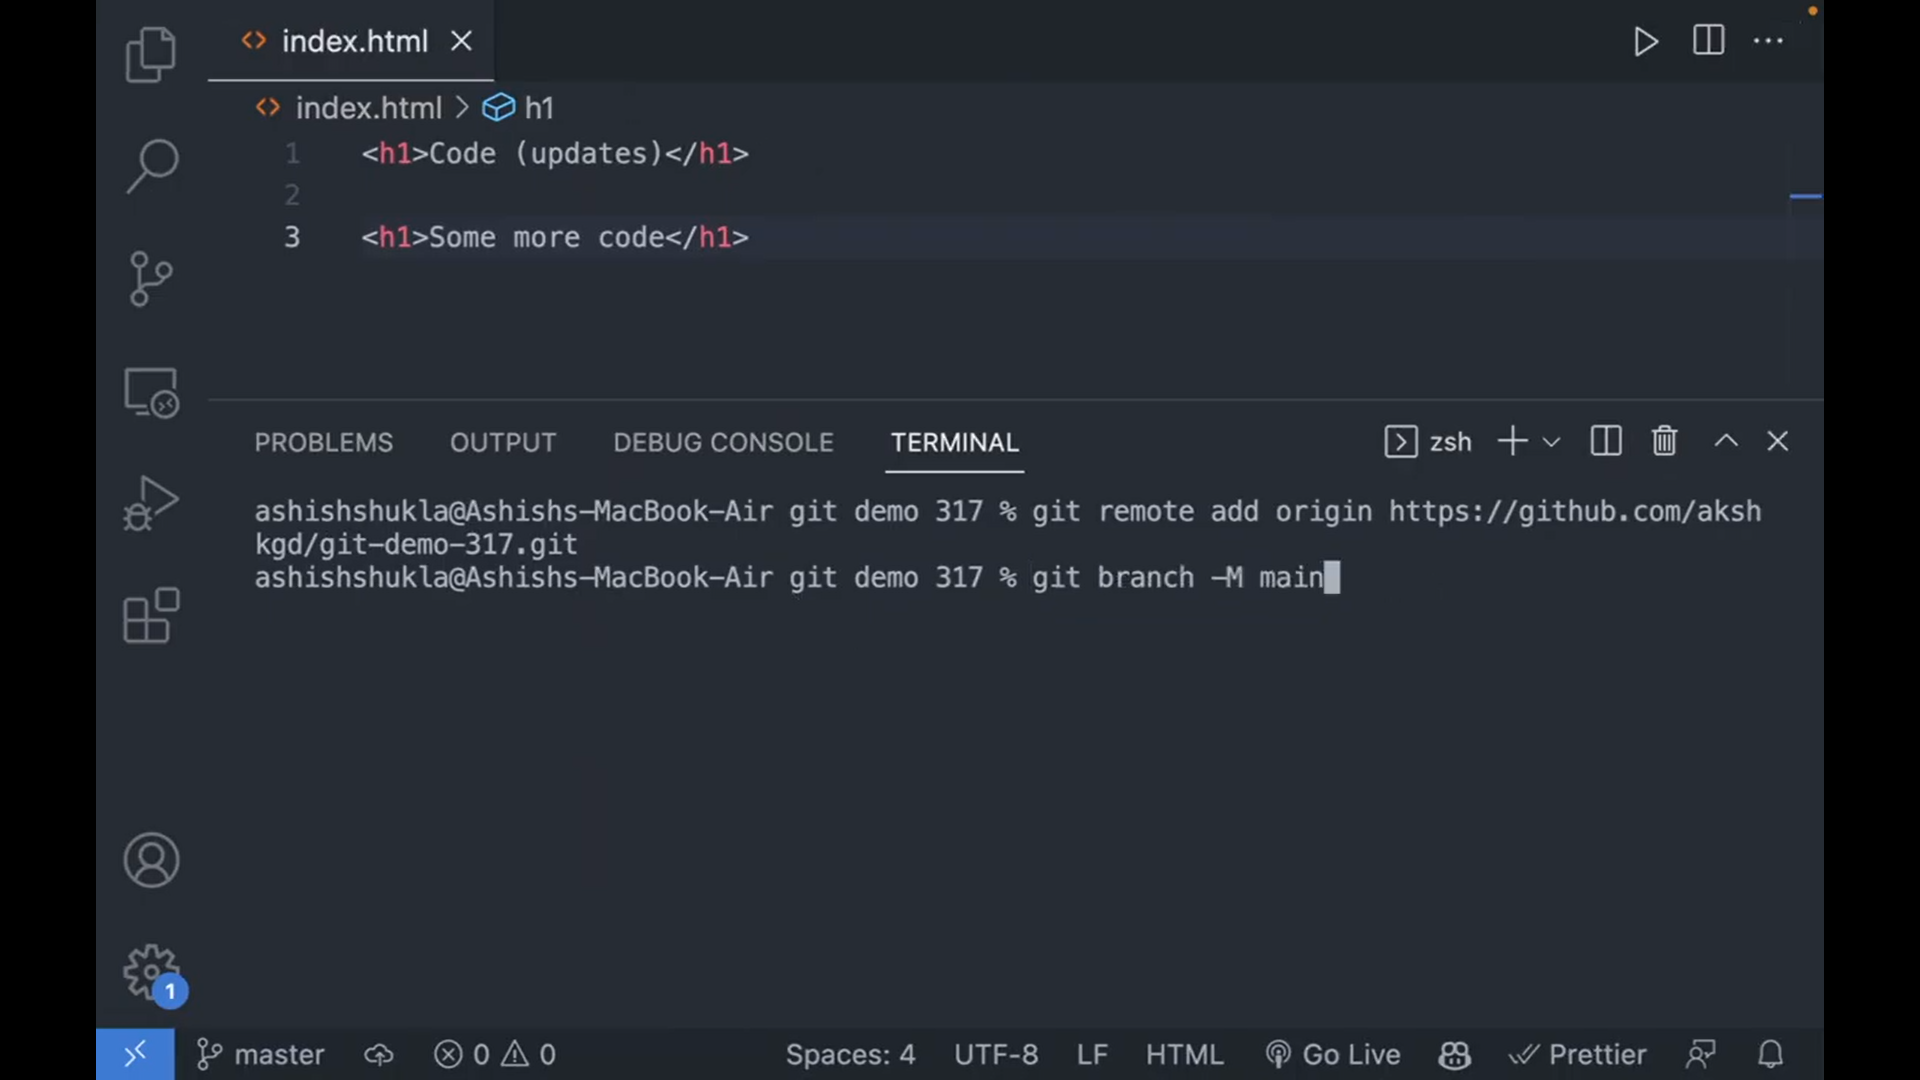 index.html
index.html > h1
1 <h1>Code (updates)</h1>
2
3 <h1>Some more code</h1>
PROBLEMS OUTPUT DEBUG CONSOLE TERMINAL zsh
ashishshukla@Ashishs-MacBook-Air git demo 317 % git remote add origin https://github.com/aksh
kgd/git-demo-317.git
ashishshukla@Ashishs-MacBook-Air git demo 317 % git branch -M main
1
master 0 0 Spaces: 4 UTF-8 LF HTML Go Live Prettier